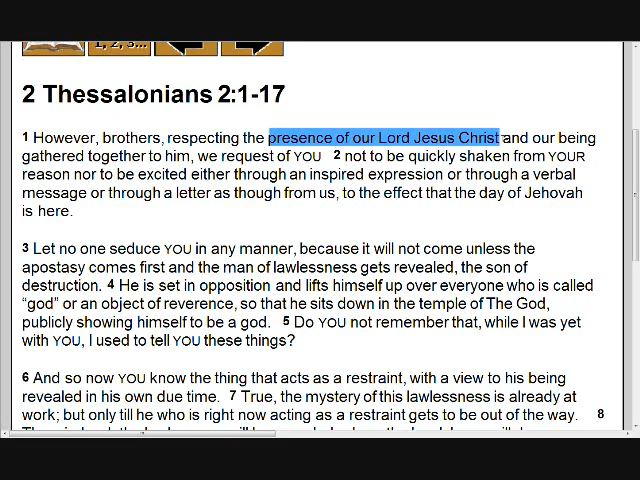 1, 2, 3...
2 Thessalonians 2:1-17
1 However, brothers, respecting the presence of our Lord Jesus Christ and our being
gathered together to him, we request of YOU 2 not to be quickly shaken from YOUR
reason nor to be excited either through an inspired expression or through a verbal
message or through a letter as though from us, to the effect that the day of Jehovah
is here.
3 Let no one seduce YOU in any manner, because it will not come unless the
apostasy comes first and the man of lawlessness gets revealed, the son of
destruction. 4 He is set in opposition and lifts himself up over everyone who is called
“god” or an object of reverence, so that he sits down in the temple of The God,
publicly showing himself to be a god. 5 Do YOU not remember that, while I was yet
with YOU, I used to tell YOU these things?
6 And so now YOU know the thing that acts as a restraint, with a view to his being
revealed in his own due time. 7 True, the mystery of this lawlessness is already at
work; but only till he who is right now acting as a restraint gets to be out of the way.
8